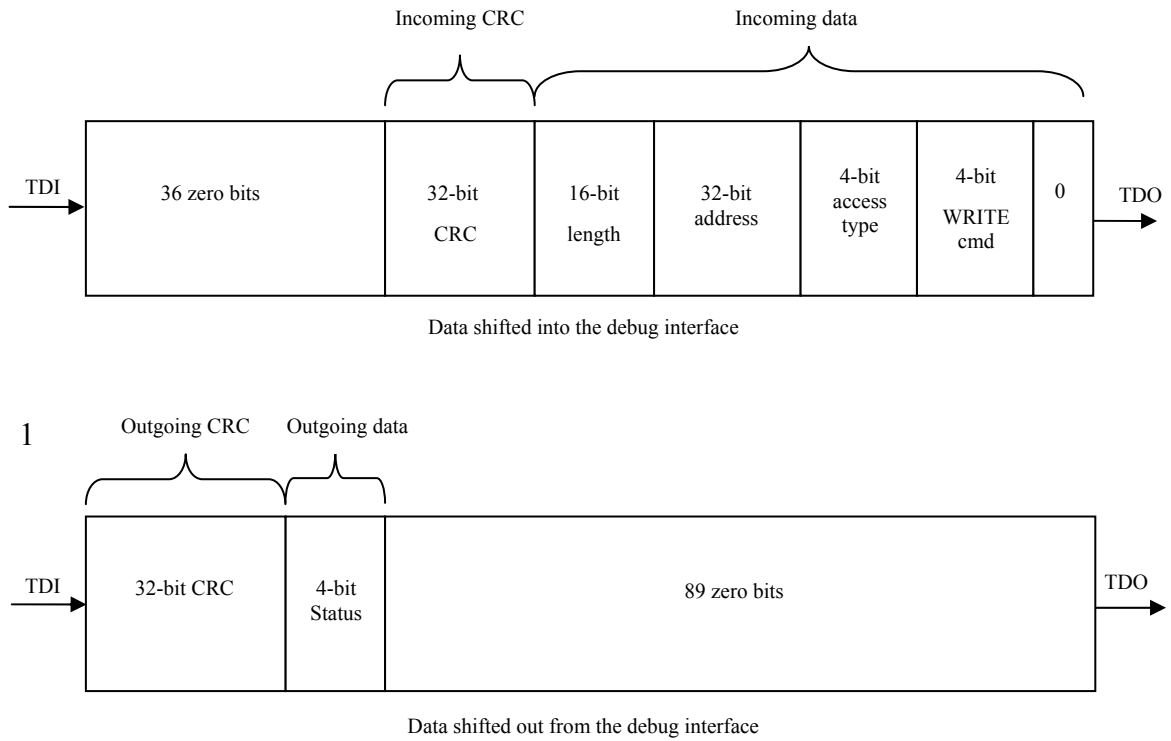 Incoming CRC
Incoming data
TDI
36 zero bits
32-bit
CRC
16-bit
length
32-bit
address
4-bit
access
type
4-bit
WRITE
cmd
0
TDO
Data shifted into the debug interface
1
Outgoing CRC
Outgoing data
TDI
32-bit CRC
4-bit
Status
89 zero bits
TDO
Data shifted out from the debug interface